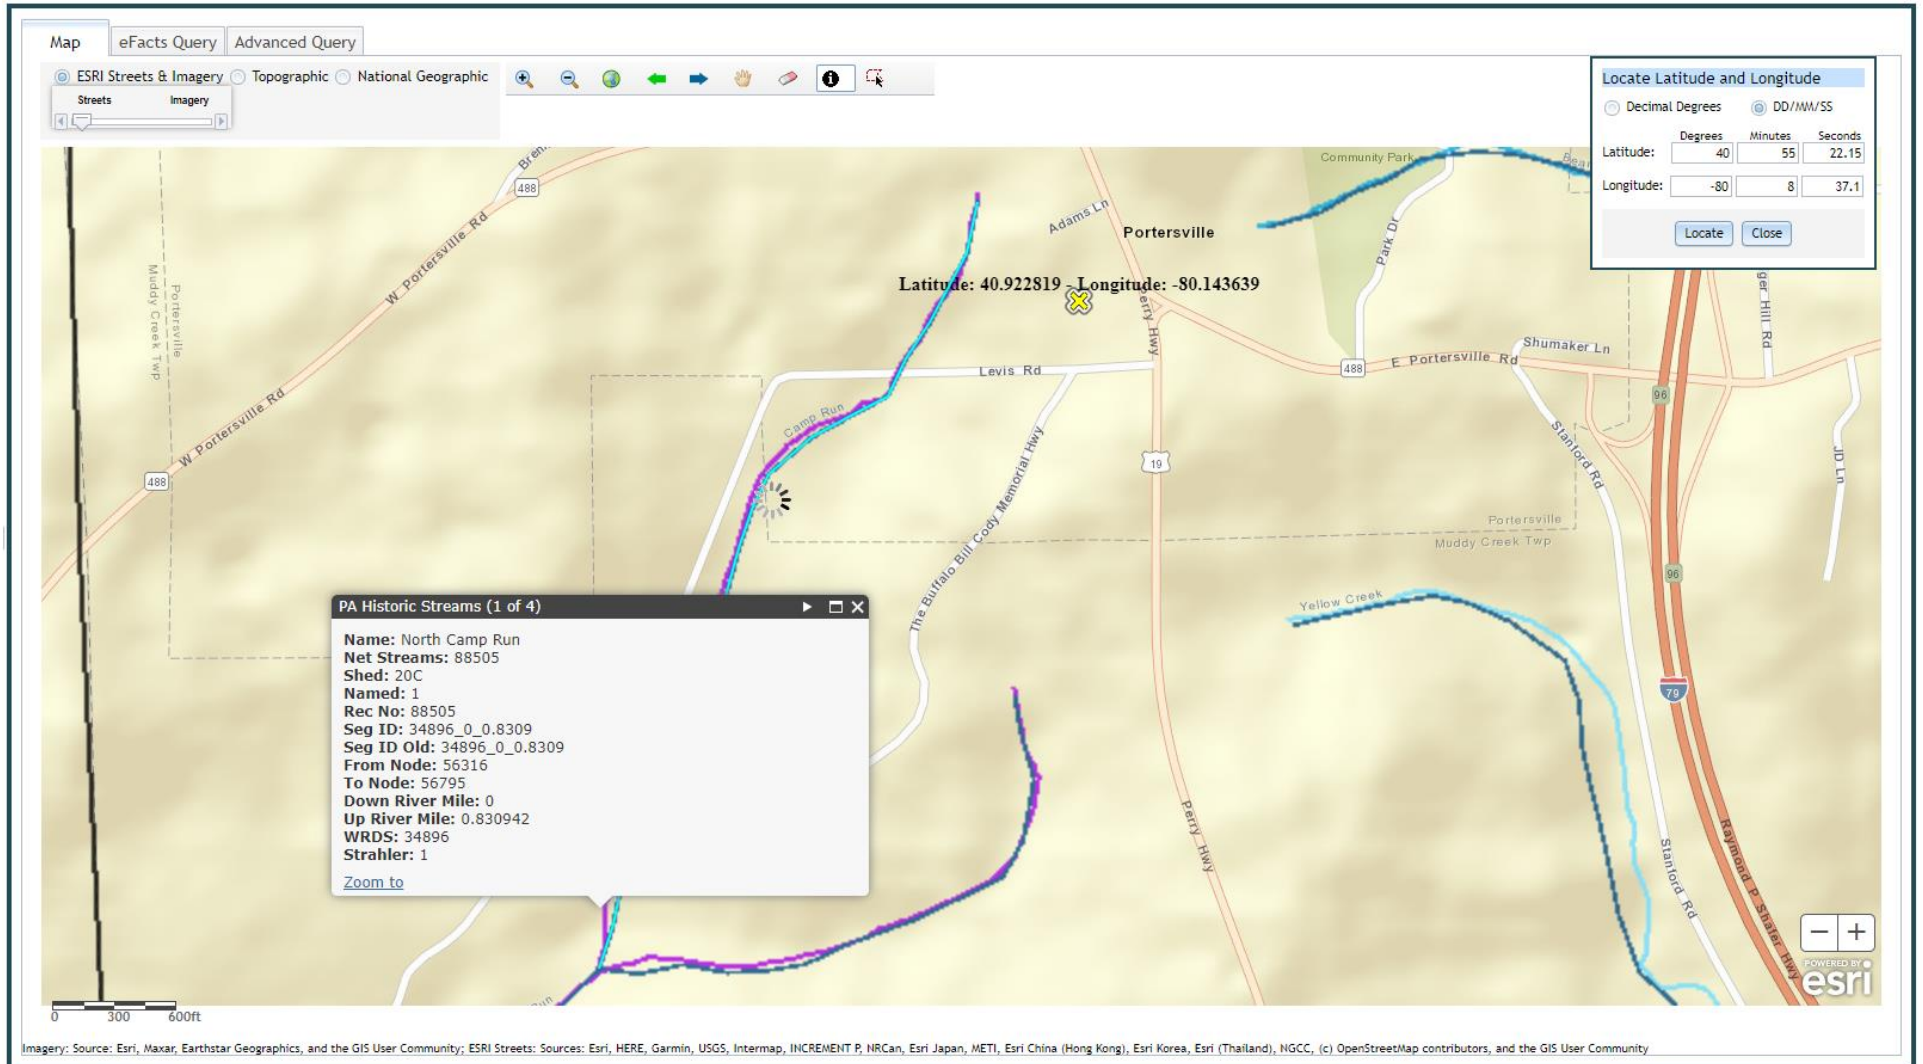 Map
eFacts Query
Advanced Query
ESRI Streets & Imagery
Topographic
National Geographic
Streets
Imagery
Locate Latitude and Longitude
Decimal Degrees
DD/MM/SS
Degrees
Minutes
Seconds
Latitude:
40
55
22.15
Longitude:
-80
8
37.1
Locate
Close
488
W Portersville Rd
Community Park
Adams Ln
Portersville
Park Dr
Latitude: 40.922819 - Longitude: -80.143639
Portersville
Muddy Creek Twp
Perry Hwy
Shumaker Ln
488
E Portersville Rd
Levis Rd
96
W Portersville Rd
Camp Run
Stanford Rd
JD Ln
488
19
The Buffalo Bill Cody Memorial Hwy
Portersville
Muddy Creek Twp
96
Yellow Creek
79
PA Historic Streams (1 of 4)
Name: North Camp Run
Net Streams: 88505
Shed: 20C
Named: 1
Rec No: 88505
Seg ID: 34896_0_0.8309
Seg ID Old: 34896_0_0.8309
From Node: 56316
To Node: 56795
Down River Mile: 0
Up River Mile: 0.830942
WRDS: 34896
Strahler: 1
Zoom to
Perry Hwy
Stanford Rd
Raymond P Shafer Hwy
POWERED BY
esri
0 300 600ft
Imagery: Source: Esri, Maxar, Earthstar Geographics, and the GIS User Community; ESRI Streets: Sources: Esri, HERE, Garmin, USGS, Intermap, INCREMENT P, NRCan, Esri Japan, METI, Esri China (Hong Kong), Esri Korea, Esri (Thailand), NGCC, (c) OpenStreetMap contributors, and the GIS User Community